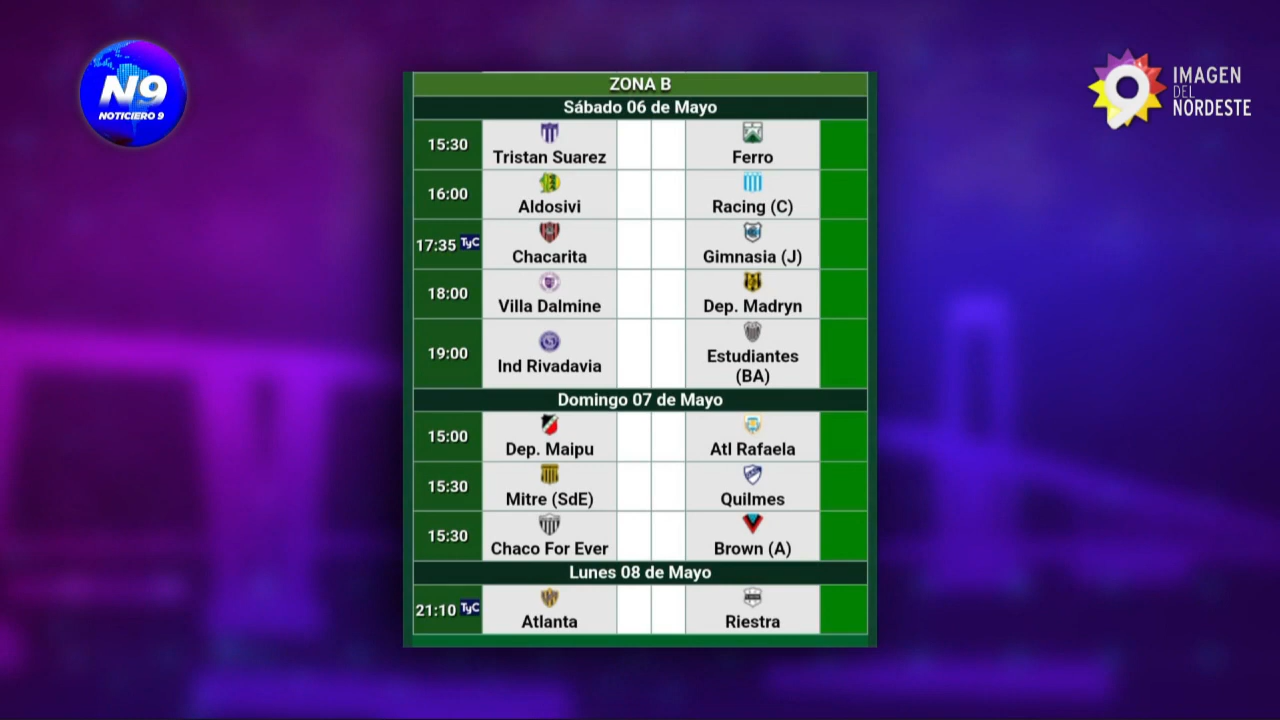 N9
NOTICIERO 9
9
IMAGEN
DEL
NORDESTE
ZONA B
Sábado 06 de Mayo
15:30 Tristan Suarez Ferro
16:00 Aldosivi Racing (C)
17:35 TyC Chacarita Gimnasia (J)
18:00 Villa Dalmine Dep. Madryn
19:00 Ind Rivadavia Estudiantes
(BA)
Domingo 07 de Mayo
15:00 Dep. Maipu Atl Rafaela
15:30 Mitre (SdE) Quilmes
15:30 Chaco For Ever Brown (A)
Lunes 08 de Mayo
21:10 TyC Atlanta Riestra